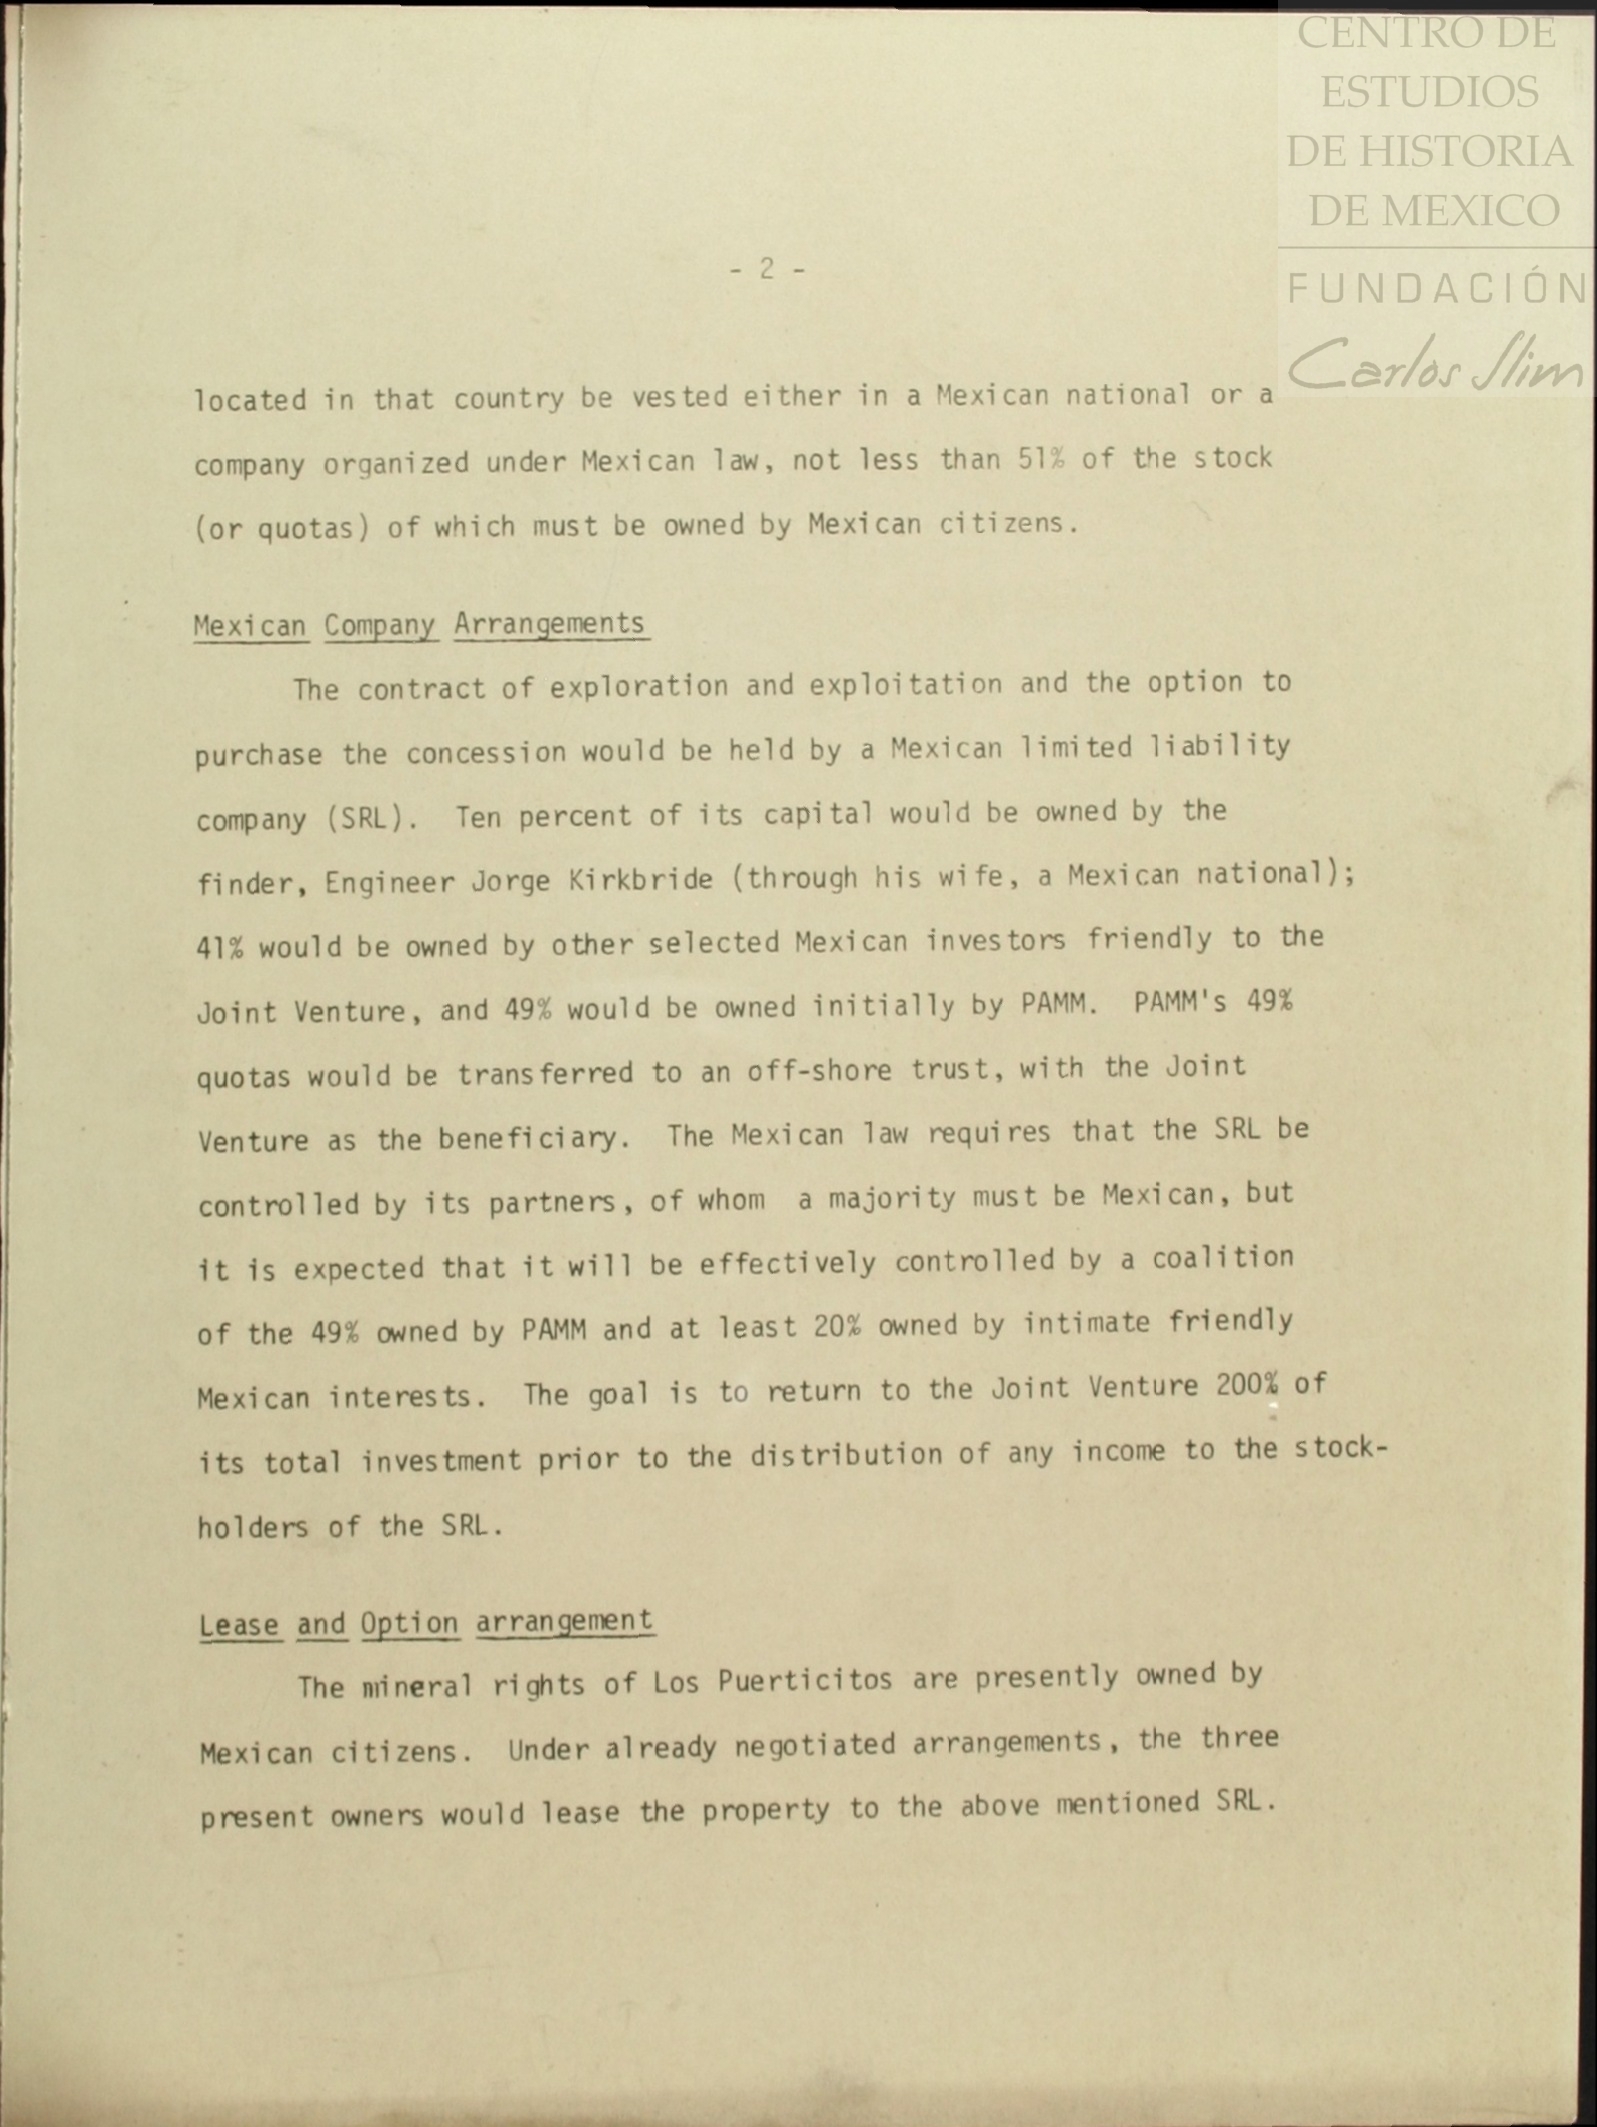 CENTRO DE
ESTUDIOS
DE HISTORIA
DE MEXICO
FUNDACIÓN
Carlos Slim
- 2 -
located in that country be vested either in a Mexican national or a
company organized under Mexican law, not less than 51% of the stock
(or quotas) of which must be owned by Mexican citizens.
Mexican Company Arrangements
The contract of exploration and exploitation and the option to
purchase the concession would be held by a Mexican limited liability
company (SRL). Ten percent of its capital would be owned by the
finder, Engineer Jorge Kirkbride (through his wife, a Mexican national);
41% would be owned by other selected Mexican investors friendly to the
Joint Venture, and 49% would be owned initially by PAMM. PAMM's 49%
quotas would be transferred to an off-shore trust, with the Joint
Venture as the beneficiary. The Mexican law requires that the SRL be
controlled by its partners, of whom a majority must be Mexican, but
it is expected that it will be effectively controlled by a coalition
of the 49% owned by PAMM and at least 20% owned by intimate friendly
Mexican interests. The goal is to return to the Joint Venture 200% of
its total investment prior to the distribution of any income to the stock-
holders of the SRL.
Lease and Option arrangement
The mineral rights of Los Puerticitos are presently owned by
Mexican citizens. Under already negotiated arrangements, the three
present owners would lease the property to the above mentioned SRL.